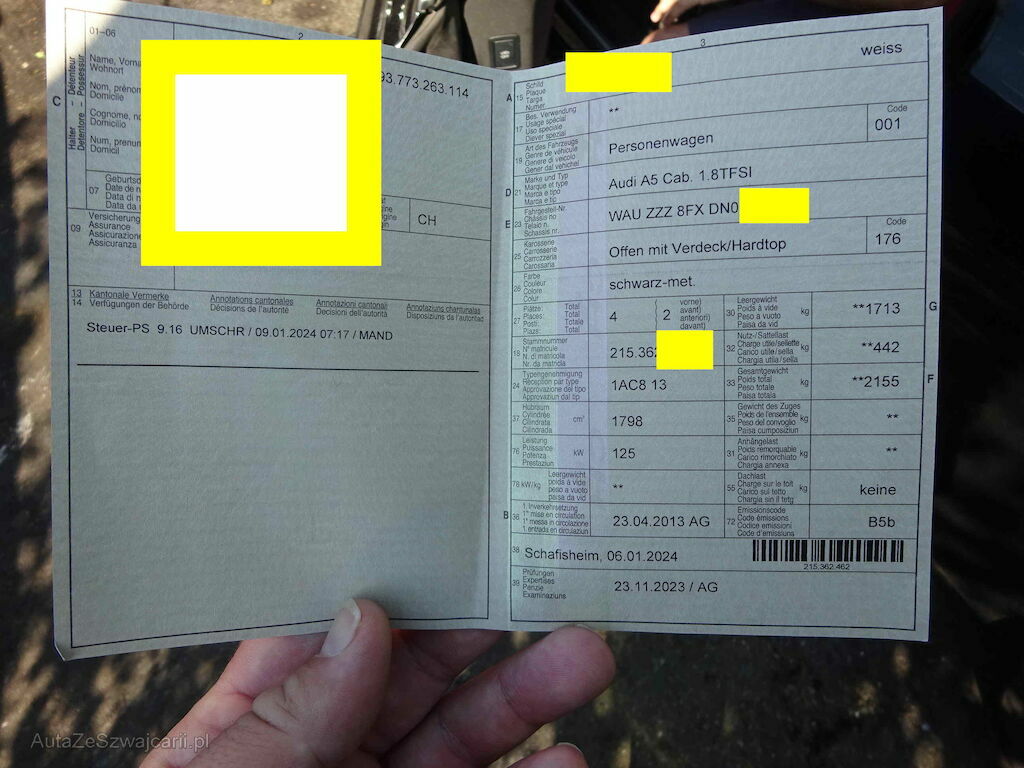 01-06
2
Name, Vorna
Wohnort
Nom, prénom
Domicile
Cognome, no
Domicilio
Num, prenum
Domicil
C
Halter - Détenteur
Detentore - Possessur
93.773.263.114
07
Geburtsd
Date de n
Data di n
Data da n
CH
09
Versicherung
Assurance
Assicurazione
Assicuranza
13
14
Kantonale Vermerke
Verfügungen der Behörde
Annotations cantonales
Décisions de l'autorité
Annotazioni cantonali
Decisioni dell'autorità
Annotaziuns chantunalas
Disposiziuns da l'autoritad
Steuer-PS 9.16 UMSCHR / 09.01.2024 07:17 / MAND
3
A
15
Schild
Plaque
Targa
Numer
weiss
17
Bes. Verwendung
Usage spécial
Uso speciale
Diever spezial
**
19
Art des Fahrzeugs
Genre de véhicule
Genere di veicolo
Gener dal vehichel
Personenwagen
Code
001
D
21
Marke und Typ
Marque et type
Marca e tipo
Marca e tip
Audi A5 Cab. 1.8TFSI
E
23
Fahrgestell-Nr.
Châssis no
Telaio n.
Schassis nr.
WAU ZZZ 8FX DN0
25
Karosserie
Carrosserie
Carrozzeria
Carossaria
Offen mit Verdeck/Hardtop
Code
176
26
Farbe
Couleur
Colore
Colur
schwarz-met.
27
Plätze: Total
Places: Total
Posti: Totale
Plazs: Total
4
2
vorne)
avant)
anteriori)
davant)
30
Leergewicht
Poids à vide
Peso a vuoto
Paisa da vid
kg
**1713
G
18
Stammnummer
N° matricule
N. di matricola
Nr. da matricla
215.362
32
Nutz-/Sattellast
Charge utile/sellette
Carico utile/sella
Chargia utila/sella
kg
**442
24
Typengenehmigung
Réception par type
Approvazione del tipo
Approvaziun dal tip
1AC8 13
33
Gesamtgewicht
Poids total
Peso totale
Paisa totala
kg
**2155
F
37
Hubraum
Cylindrée
Cilindrata
Cilindrada
cm³
1798
35
Gewicht des Zuges
Poids de l'ensemble
Peso del convoglio
Paisa cumposiziun
kg
**
76
Leistung
Puissance
Potenza
Prestaziun
kW
125
31
Anhängelast
Poids remorquable
Carico rimorchiato
Chargia annexa
kg
**
78 kW/kg
Leergewicht
poids à vide
peso a vuoto
paisa da vid
**
55
Dachlast
Charge sur le toit
Carico sul tetto
Chargia sin il tetg
kg
keine
B
36
1. Inverkehrsetzung
1re mise en circulation
1a messa in circolazione
1. entrada en circulaziun
23.04.2013 AG
72
Emissionscode
Code émissions
Codice emissioni
Code d'emissiuns
B5b
38
Schafisheim, 06.01.2024
215.362.462
39
Prüfungen
Expertises
Perizie
Examinaziuns
23.11.2023 / AG
AutaZeSzwajcarii.pl